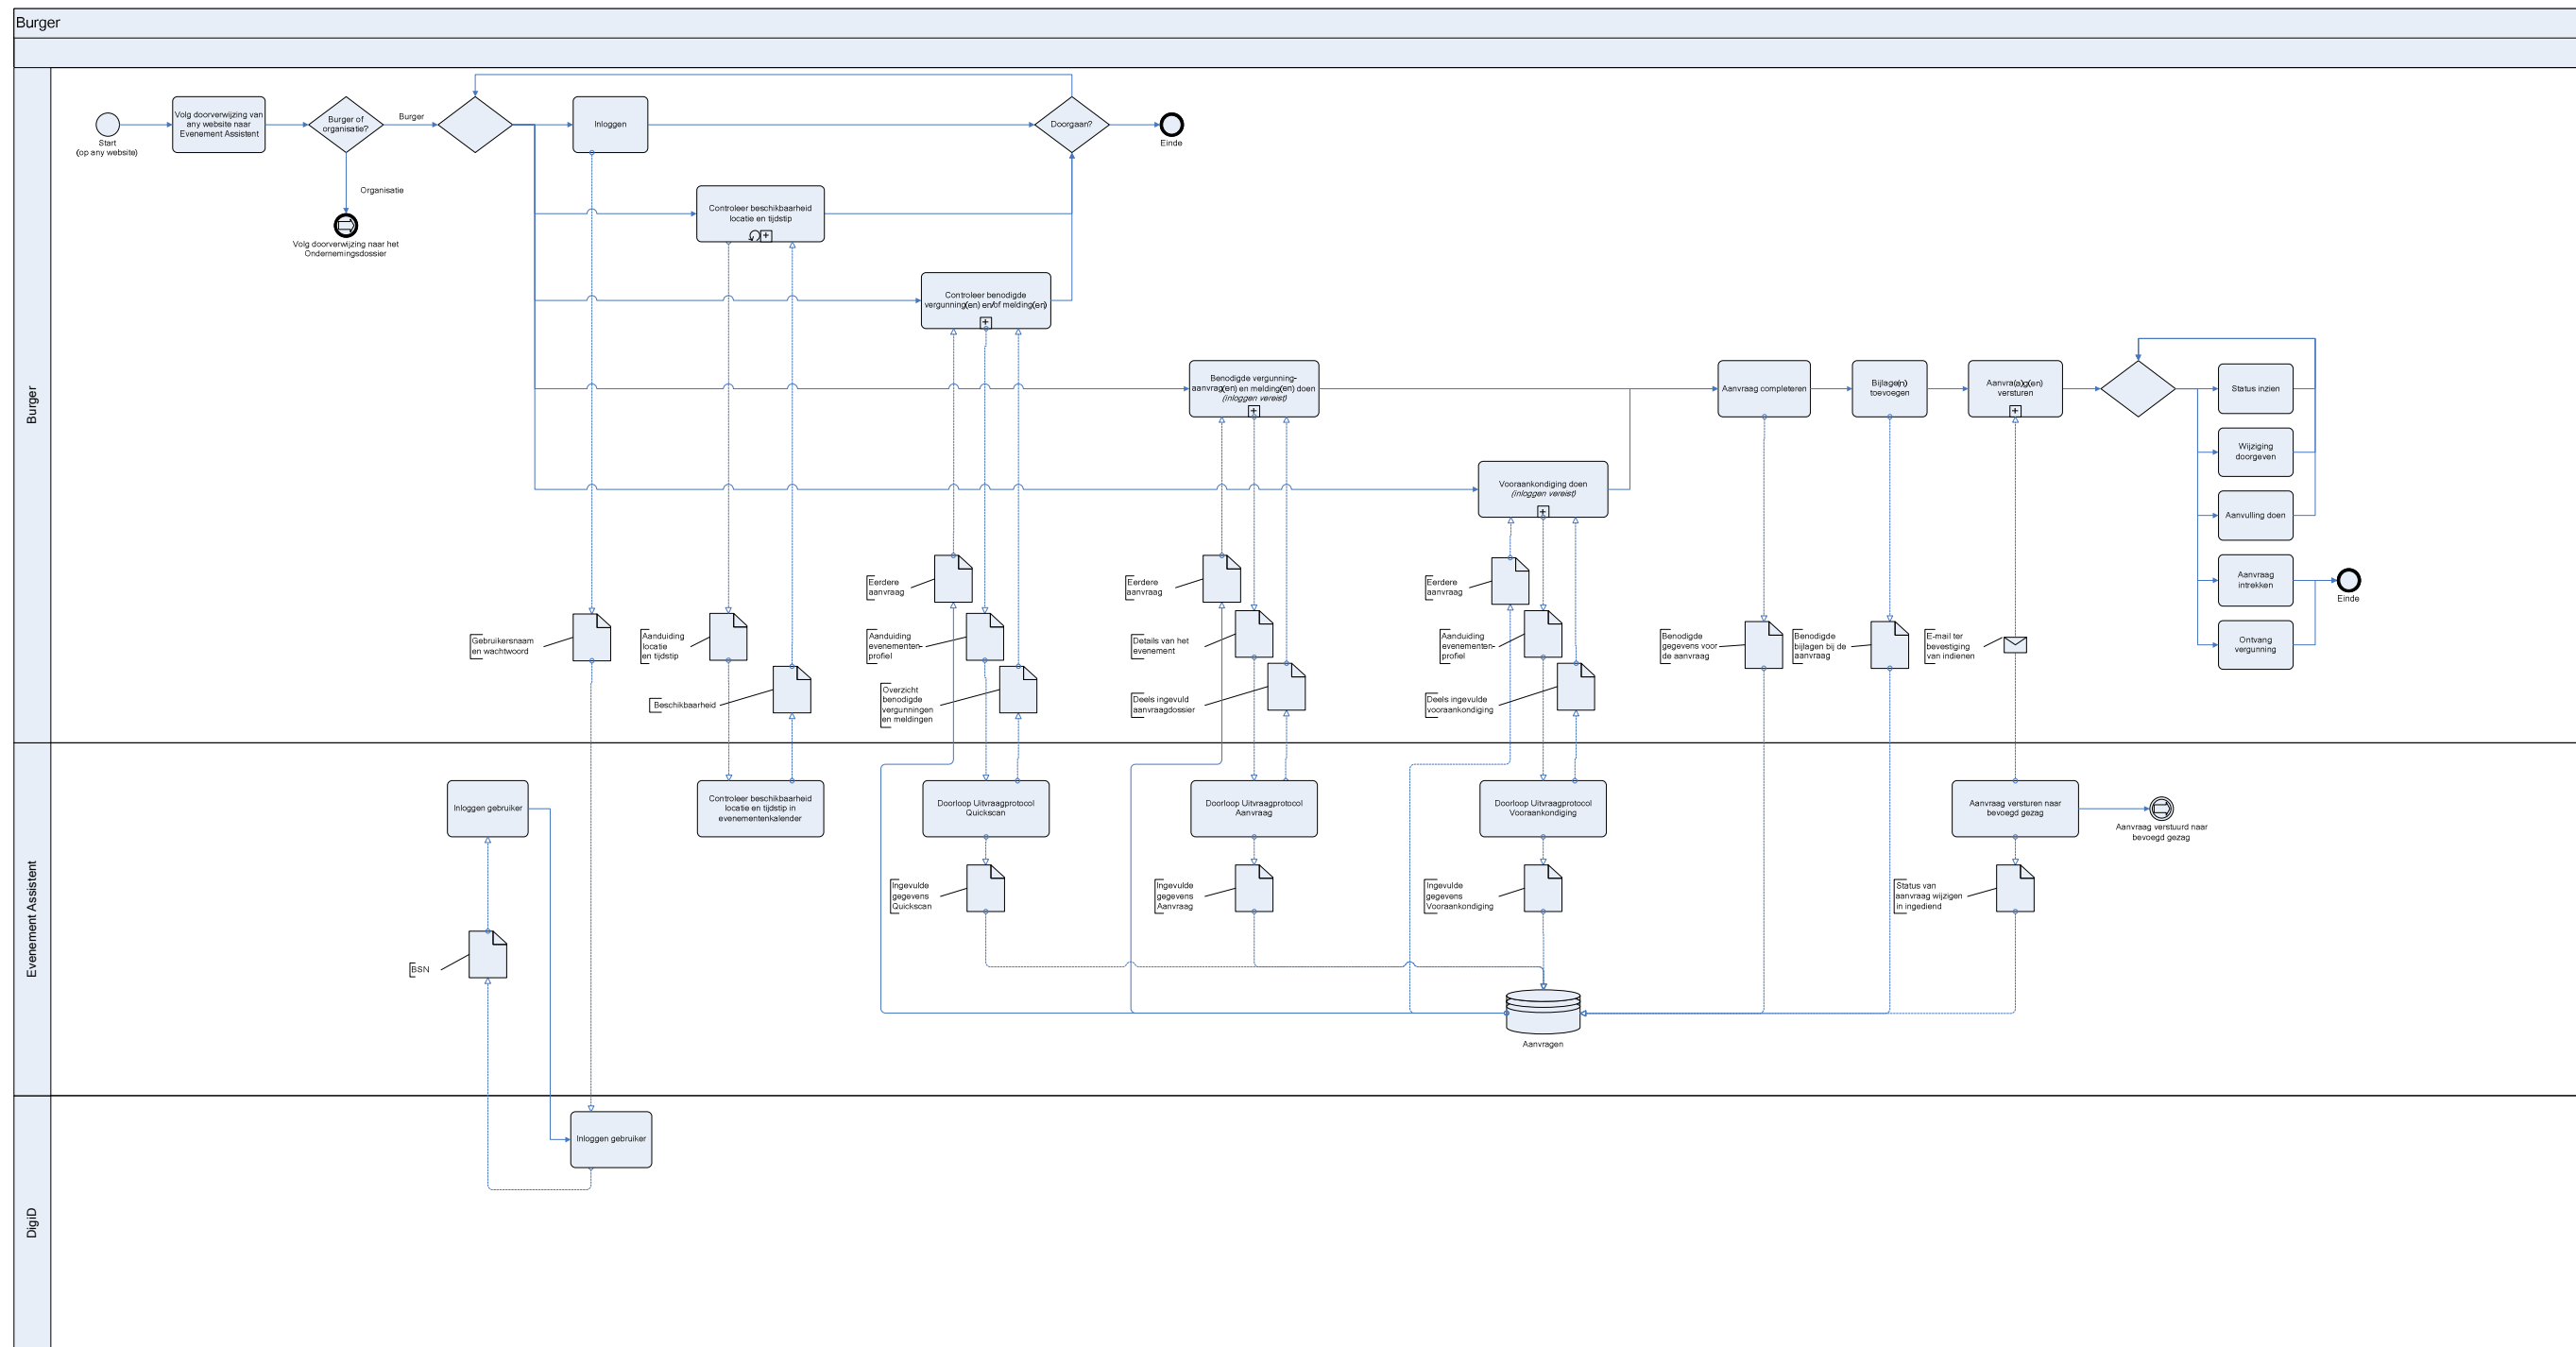 Burger
Burger
Volg doorverwijzing van
any website naar
Evenement Assistent
Burger of
organisatie?
Burger
Inloggen
Doorgaan?
Start
(op any website)
Einde
Organisatie
Volg doorverwijzing naar het
Ondernemingsdossier
Controleer beschikbaarheid
locatie en tijdstip
Controleer benodigde
vergunning(en) en/of melding(en)
Benodigde vergunning-
aanvrag(en) en melding(en) doen
(inloggen vereist)
Aanvraag completeren
Bijlage(n)
toevoegen
Aanvra(a)g(en)
versturen
Status inzien
Wijziging
doorgeven
Vooraankondiging doen
(inloggen vereist)
Aanvulling doen
Aanvraag
intrekken
Einde
Ontvang
vergunning
Gebruikersnaam
en wachtwoord
Aanduiding
locatie
en tijdstip
Beschikbaarheid
Eerdere
aanvraag
Aanduiding
evenementen-
profiel
Overzicht
benodigde
vergunningen
en meldingen
Eerdere
aanvraag
Details van het
evenement
Deels ingevuld
aanvraagdossier
Eerdere
aanvraag
Aanduiding
evenementen-
profiel
Deels ingevulde
vooraankondiging
Benodigde
gegevens voor
de aanvraag
Benodigde
bijlagen bij de
aanvraag
E-mail ter
bevestiging
van indienen
Evenement Assistent
Inloggen gebruiker
Controleer beschikbaarheid
locatie en tijdstip in
evenementenkalender
Doorloop Uitvraagprotocol
Quickscan
Doorloop Uitvraagprotocol
Aanvraag
Doorloop Uitvraagprotocol
Vooraankondiging
Aanvraag versturen naar
bevoegd gezag
Aanvraag verstuurd naar
bevoegd gezag
Ingevulde
gegevens
Quickscan
Ingevulde
gegevens
Aanvraag
Ingevulde
gegevens
Vooraankondiging
Status van
aanvraag wijzigen
in ingediend
BSN
Aanvragen
DigiD
Inloggen gebruiker